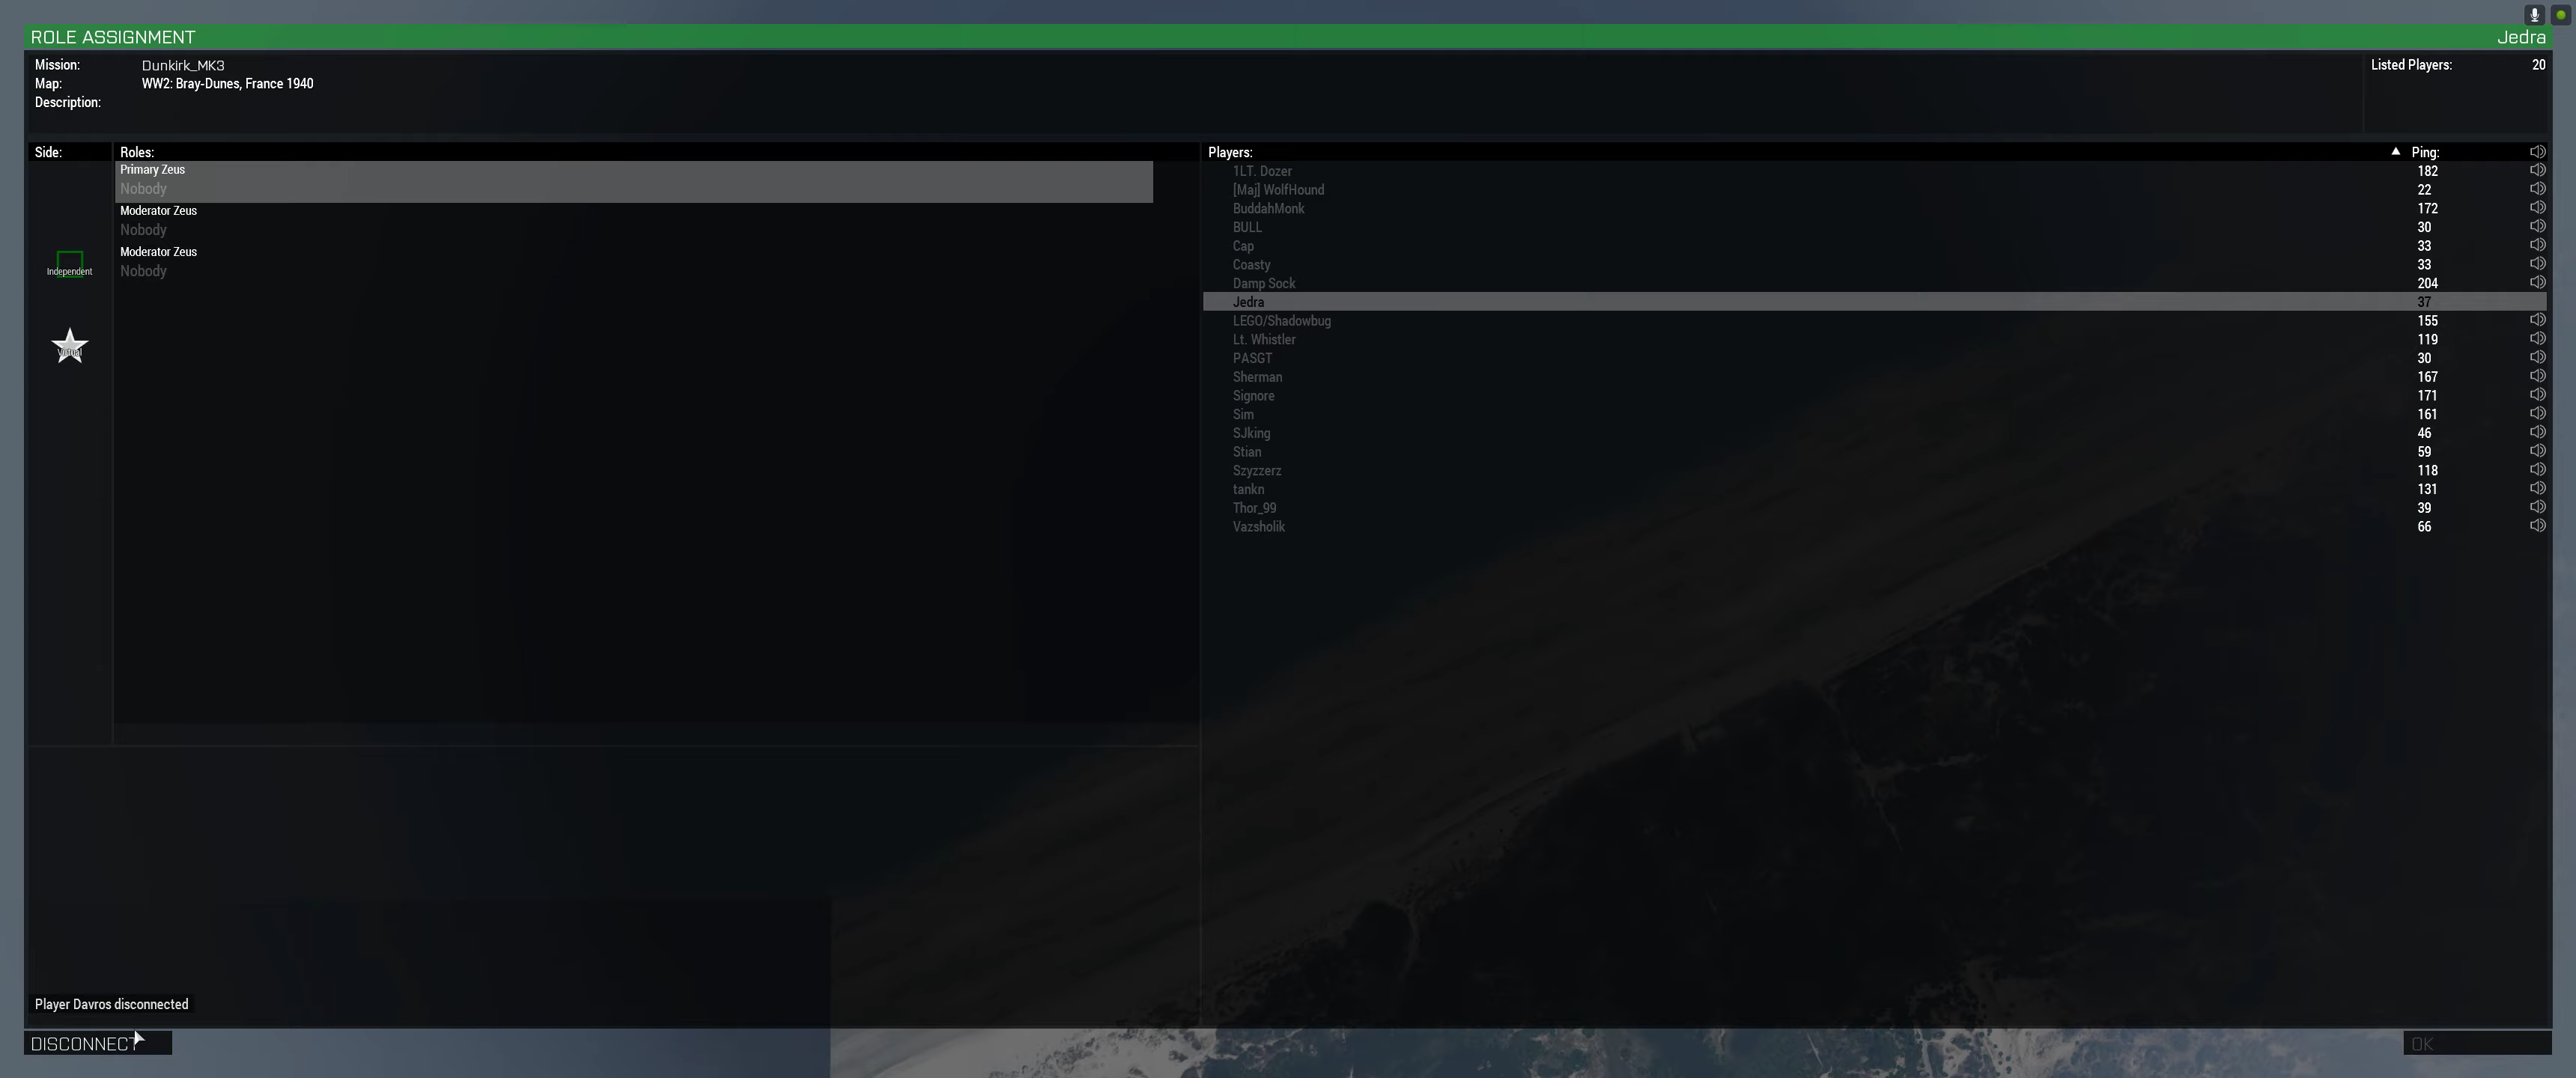 ROLE ASSIGNMENT Jedra
Mission: Dunkirk_MK3 Listed Players: 20
Map: WW2: Bray-Dunes, France 1940
Description:
Side: Roles: Players: Ping:
Primary Zeus
Nobody
Moderator Zeus
Nobody
Moderator Zeus
Nobody
Independent
1LT. Dozer 182
[Maj] WolfHound 22
BuddahMonk 172
BULL 30
Cap 33
Coasty 33
Damp Sock 204
Jedra 37
LEGO/Shadowbug 155
Lt. Whistler 119
PASGT 30
Sherman 167
Signore 171
Sim 161
SJking 46
Stian 59
Szyzzerz 118
tankn 131
Thor_99 39
Vazsholik 66
Player Davros disconnected
DISCONNECT OK